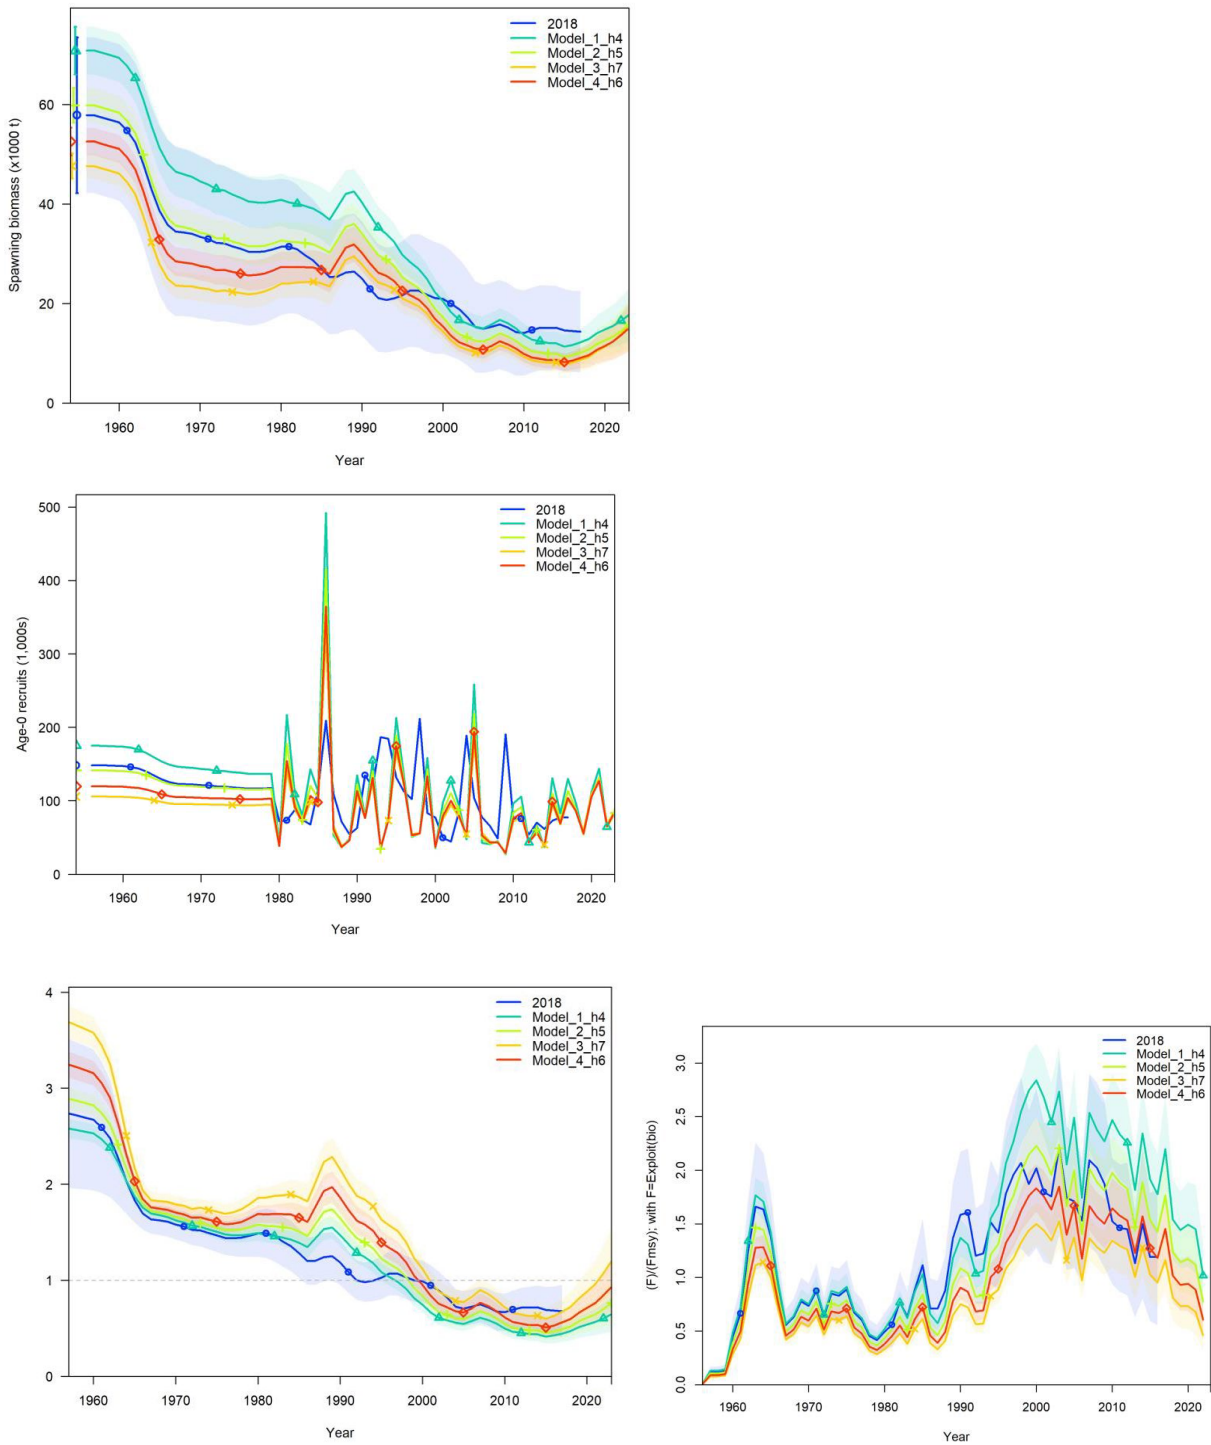 2018
Model_1_h4
Model_2_h5
Model_3_h7
Model_4_h6
Spawning biomass (x1000 t)
60
40
20
0
1960 1970 1980 1990 2000 2010 2020
Year
2018
Model_1_h4
Model_2_h5
Model_3_h7
Model_4_h6
Age-0 recruits (1,000s)
500
400
300
200
100
0
1960 1970 1980 1990 2000 2010 2020
Year
2018
Model_1_h4
Model_2_h5
Model_3_h7
Model_4_h6
4
3
2
1
0
1960 1970 1980 1990 2000 2010 2020
Year
2018
Model_1_h4
Model_2_h5
Model_3_h7
Model_4_h6
(F)/(Fmsy); with F=Exploit(bio)
3.0
2.5
2.0
1.5
1.0
0.5
0.0
1960 1970 1980 1990 2000 2010 2020
Year